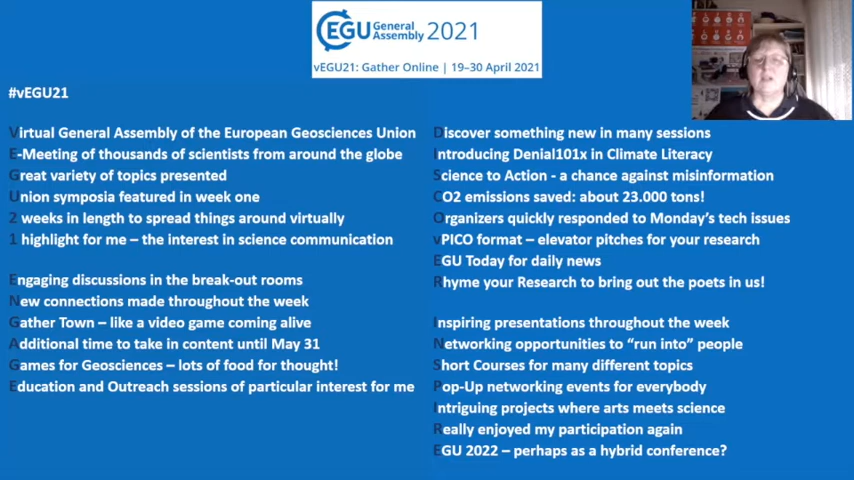 EGU General Assembly 2021
vEGU21: Gather Online | 19–30 April 2021
#vEGU21
Virtual General Assembly of the European Geosciences Union
E-Meeting of thousands of scientists from around the globe
Great variety of topics presented
Union symposia featured in week one
2 weeks in length to spread things around virtually
1 highlight for me – the interest in science communication
Engaging discussions in the break-out rooms
New connections made throughout the week
Gather Town – like a video game coming alive
Additional time to take in content until May 31
Games for Geosciences – lots of food for thought!
Education and Outreach sessions of particular interest for me
Discover something new in many sessions
Introducing Denial101x in Climate Literacy
Science to Action - a chance against misinformation
CO2 emissions saved: about 23.000 tons!
Organizers quickly responded to Monday's tech issues
vPICO format – elevator pitches for your research
EGU Today for daily news
Rhyme your Research to bring out the poets in us!
Inspiring presentations throughout the week
Networking opportunities to "run into" people
Short Courses for many different topics
Pop-Up networking events for everybody
Intriguing projects where arts meets science
Really enjoyed my participation again
EGU 2022 – perhaps as a hybrid conference?